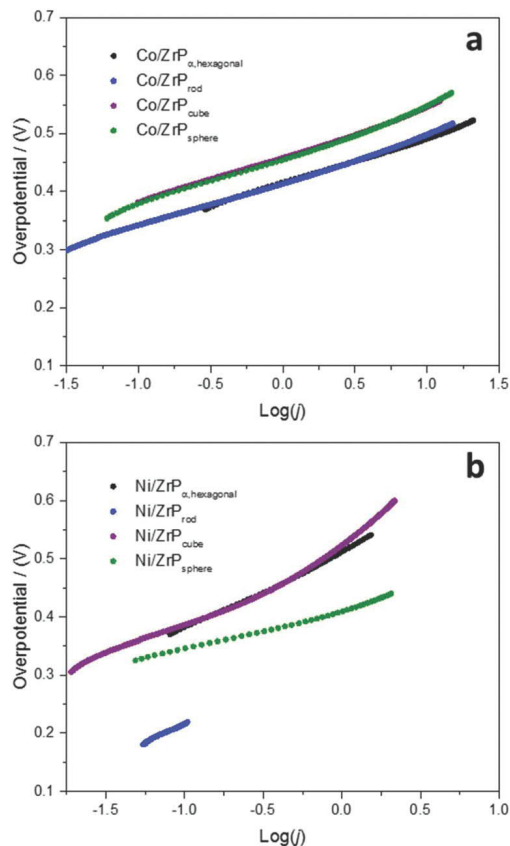 a
Co/ZrPα,hexagonal
Co/ZrProd
Co/ZrPcube
Co/ZrPsphere
Overpotential / (V)
0.7
0.6
0.5
0.4
0.3
0.2
0.1
-1.5 -1.0 -0.5 0.0 0.5 1.0 1.5
Log(j)
b
Ni/ZrPα,hexagonal
Ni/ZrProd
Ni/ZrPcube
Ni/ZrPsphere
Overpotential / (V)
0.7
0.6
0.5
0.4
0.3
0.2
0.1
-1.5 -1.0 -0.5 0.0 0.5 1.0
Log(j)